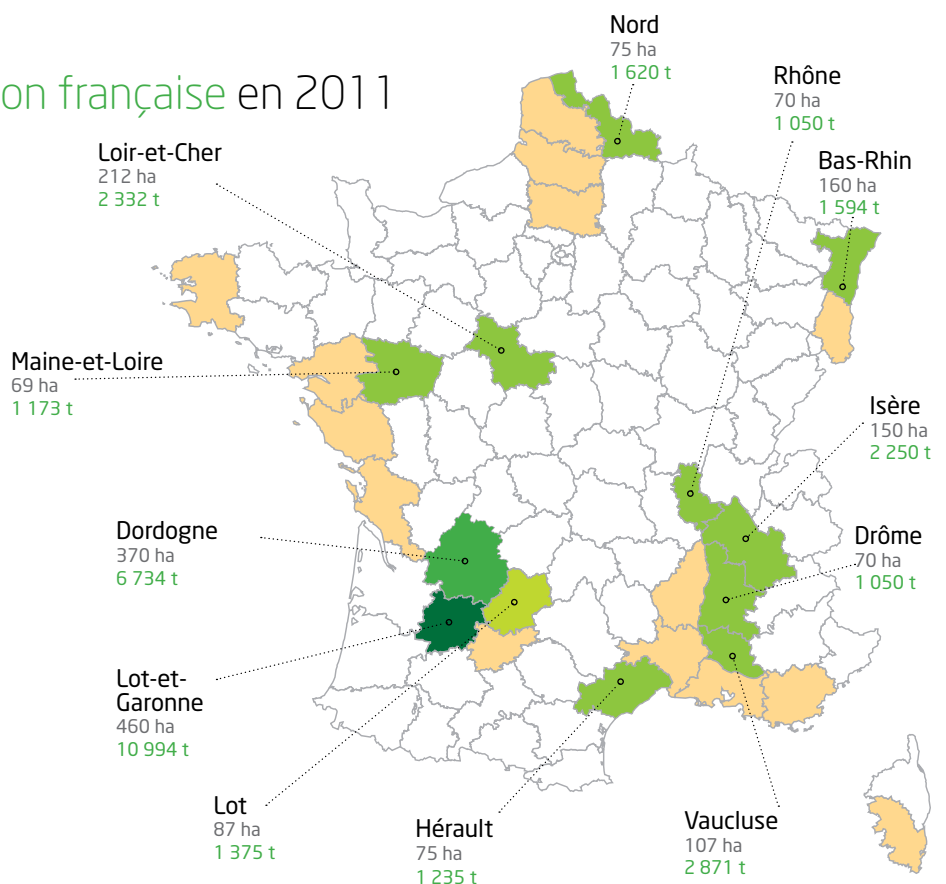 on française en 2011
Nord
75 ha
1 620 t
Rhône
70 ha
1 050 t
Loir-et-Cher
212 ha
2 332 t
Bas-Rhin
160 ha
1 594 t
Maine-et-Loire
69 ha
1 173 t
Isère
150 ha
2 250 t
Dordogne
370 ha
6 734 t
Drôme
70 ha
1 050 t
Lot-et-
Garonne
460 ha
10 994 t
Lot
87 ha
1 375 t
Hérault
75 ha
1 235 t
Vaucluse
107 ha
2 871 t